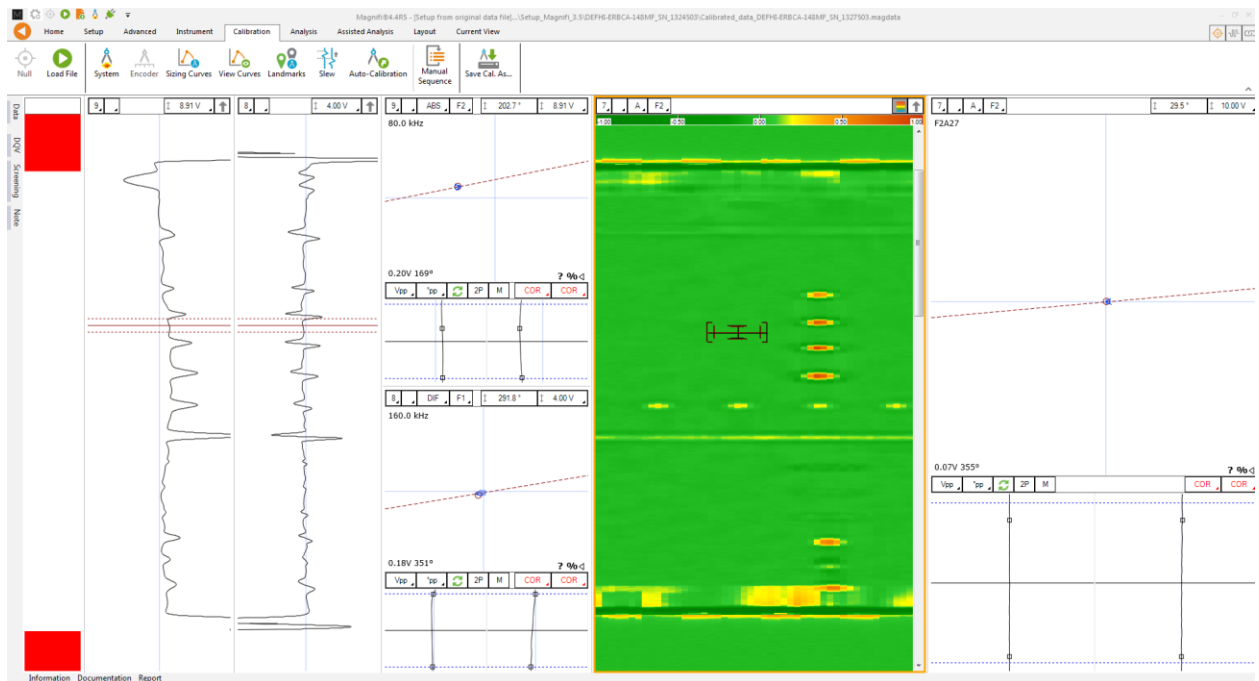 Magnifi®4.4R5 - [Setup from original data file]...\Setup_Magnifi_3.5\DEFHI-ERBCA-148MF_SN_1324503\Calibrated_data_DEFHI-ERBCA-148MF_SN_1327503.magdata
Home Setup Advanced Instrument Calibration Analysis Assisted Analysis Layout Current View
Null Load File System Encoder Sizing Curves View Curves Landmarks Slew Auto-Calibration Manual Sequence Save Cal. As...
Data
DQV
Screening
Note
9 8.91 V
8 4.00 V
9 ABS F2 202.7° 8.91 V
80.0 kHz
0.20V 169° ? %
Vpp °pp 2P M COR COR
8 DIF F1 291.8° 4.00 V
160.0 kHz
0.18V 351° ? %
Vpp °pp 2P M COR COR
7 A F2
-1.00 -0.50 0.00 0.50 1.00
7 A F2 29.5° 10.00 V
F2A27
0.07V 355° ? %
Vpp °pp 2P M COR COR
Information Documentation Report